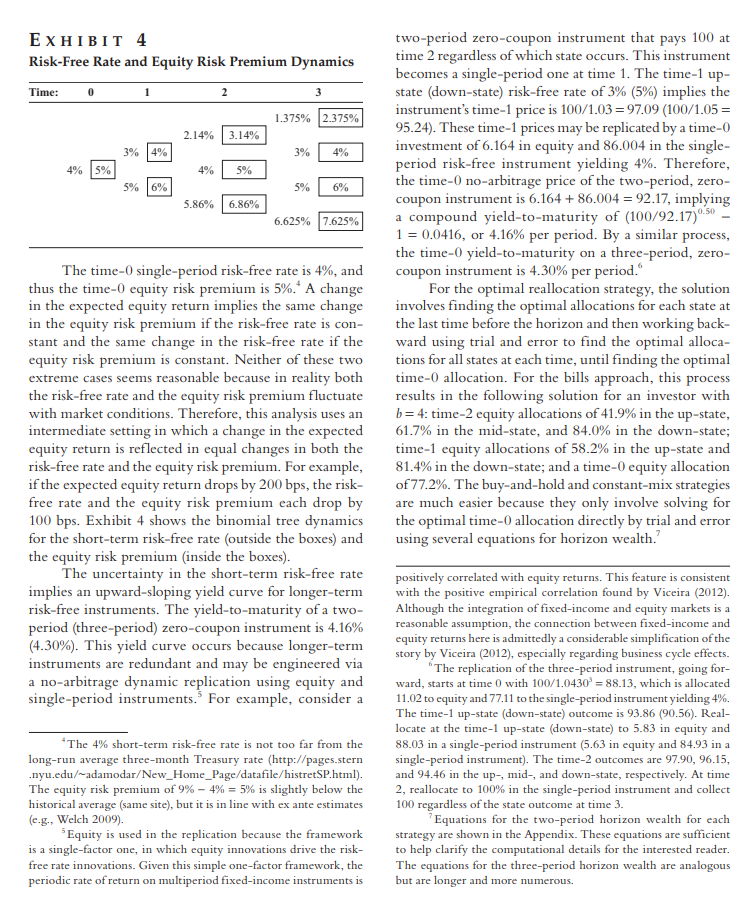 EXHIBIT 4
Risk-Free Rate and Equity Risk Premium Dynamics
Time: 0 1 2 3
1.375% 2.375%
2.14% 3.14%
3% 4% 3% 4%
4% 5% 4% 5%
5% 6% 5% 6%
5.86% 6.86%
6.625% 7.625%
The time-0 single-period risk-free rate is 4%, and
thus the time-0 equity risk premium is 5%.⁴ A change
in the expected equity return implies the same change
in the equity risk premium if the risk-free rate is con-
stant and the same change in the risk-free rate if the
equity risk premium is constant. Neither of these two
extreme cases seems reasonable because in reality both
the risk-free rate and the equity risk premium fluctuate
with market conditions. Therefore, this analysis uses an
intermediate setting in which a change in the expected
equity return is reflected in equal changes in both the
risk-free rate and the equity risk premium. For example,
if the expected equity return drops by 200 bps, the risk-
free rate and the equity risk premium each drop by
100 bps. Exhibit 4 shows the binomial tree dynamics
for the short-term risk-free rate (outside the boxes) and
the equity risk premium (inside the boxes).
The uncertainty in the short-term risk-free rate
implies an upward-sloping yield curve for longer-term
risk-free instruments. The yield-to-maturity of a two-
period (three-period) zero-coupon instrument is 4.16%
(4.30%). This yield curve occurs because longer-term
instruments are redundant and may be engineered via
a no-arbitrage dynamic replication using equity and
single-period instruments.⁵ For example, consider a
⁴The 4% short-term risk-free rate is not too far from the
long-run average three-month Treasury rate (http://pages.stern
.nyu.edu/~adamodar/New_Home_Page/datafile/histretSP.html).
The equity risk premium of 9% − 4% = 5% is slightly below the
historical average (same site), but it is in line with ex ante estimates
(e.g., Welch 2009).
⁵Equity is used in the replication because the framework
is a single-factor one, in which equity innovations drive the risk-
free rate innovations. Given this simple one-factor framework, the
periodic rate of return on multiperiod fixed-income instruments is
two-period zero-coupon instrument that pays 100 at
time 2 regardless of which state occurs. This instrument
becomes a single-period one at time 1. The time-1 up-
state (down-state) risk-free rate of 3% (5%) implies the
instrument's time-1 price is 100/1.03 = 97.09 (100/1.05 =
95.24). These time-1 prices may be replicated by a time-0
investment of 6.164 in equity and 86.004 in the single-
period risk-free instrument yielding 4%. Therefore,
the time-0 no-arbitrage price of the two-period, zero-
coupon instrument is 6.164 + 86.004 = 92.17, implying
a compound yield-to-maturity of (100/92.17)⁰·⁵⁰ −
1 = 0.0416, or 4.16% per period. By a similar process,
the time-0 yield-to-maturity on a three-period, zero-
coupon instrument is 4.30% per period.⁶
For the optimal reallocation strategy, the solution
involves finding the optimal allocations for each state at
the last time before the horizon and then working back-
ward using trial and error to find the optimal alloca-
tions for all states at each time, until finding the optimal
time-0 allocation. For the bills approach, this process
results in the following solution for an investor with
b = 4: time-2 equity allocations of 41.9% in the up-state,
61.7% in the mid-state, and 84.0% in the down-state;
time-1 equity allocations of 58.2% in the up-state and
81.4% in the down-state; and a time-0 equity allocation
of 77.2%. The buy-and-hold and constant-mix strategies
are much easier because they only involve solving for
the optimal time-0 allocation directly by trial and error
using several equations for horizon wealth.⁷
positively correlated with equity returns. This feature is consistent
with the positive empirical correlation found by Viceira (2012).
Although the integration of fixed-income and equity markets is a
reasonable assumption, the connection between fixed-income and
equity returns here is admittedly a considerable simplification of the
story by Viceira (2012), especially regarding business cycle effects.
⁶The replication of the three-period instrument, going for-
ward, starts at time 0 with 100/1.0430³ = 88.13, which is allocated
11.02 to equity and 77.11 to the single-period instrument yielding 4%.
The time-1 up-state (down-state) outcome is 93.86 (90.56). Real-
locate at the time-1 up-state (down-state) to 5.83 in equity and
88.03 in a single-period instrument (5.63 in equity and 84.93 in a
single-period instrument). The time-2 outcomes are 97.90, 96.15,
and 94.46 in the up-, mid-, and down-state, respectively. At time
2, reallocate to 100% in the single-period instrument and collect
100 regardless of the state outcome at time 3.
⁷Equations for the two-period horizon wealth for each
strategy are shown in the Appendix. These equations are sufficient
to help clarify the computational details for the interested reader.
The equations for the three-period horizon wealth are analogous
but are longer and more numerous.